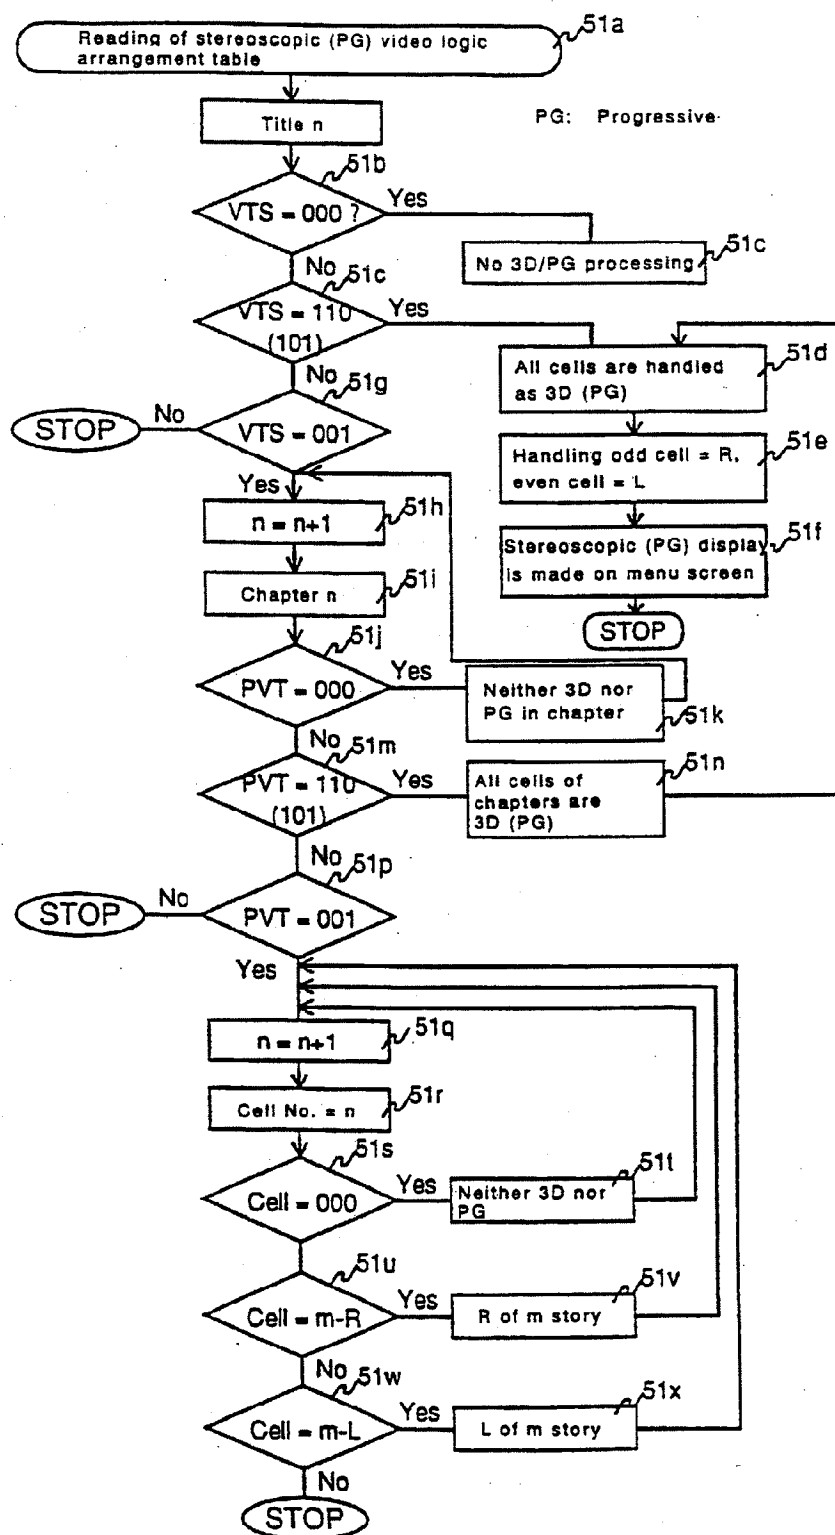 51a
Reading of stereoscopic (PG) video logic
arrangement table
Title n
PG: Progressive
51b
VTS = 000 ?
Yes
No
51c
No 3D/PG processing
51c
VTS = 110
(101)
Yes
No
51d
All cells are handled
as 3D (PG)
51g
VTS = 001
No
STOP
Yes
51e
Handling odd cell = R,
even cell = L
51h
n = n+1
51f
Stereoscopic (PG) display
is made on menu screen
STOP
51i
Chapter n
51j
PVT = 000
Yes
No
Neither 3D nor
PG in chapter
51k
51m
PVT = 110
(101)
Yes
No
51n
All cells of
chapters are
3D (PG)
51p
PVT = 001
No
STOP
Yes
51q
n = n+1
51r
Cell No. = n
51s
Cell = 000
Yes
51t
Neither 3D nor
PG
51u
Cell = m-R
Yes
No
51v
R of m story
51w
Cell = m-L
Yes
No
51x
L of m story
STOP